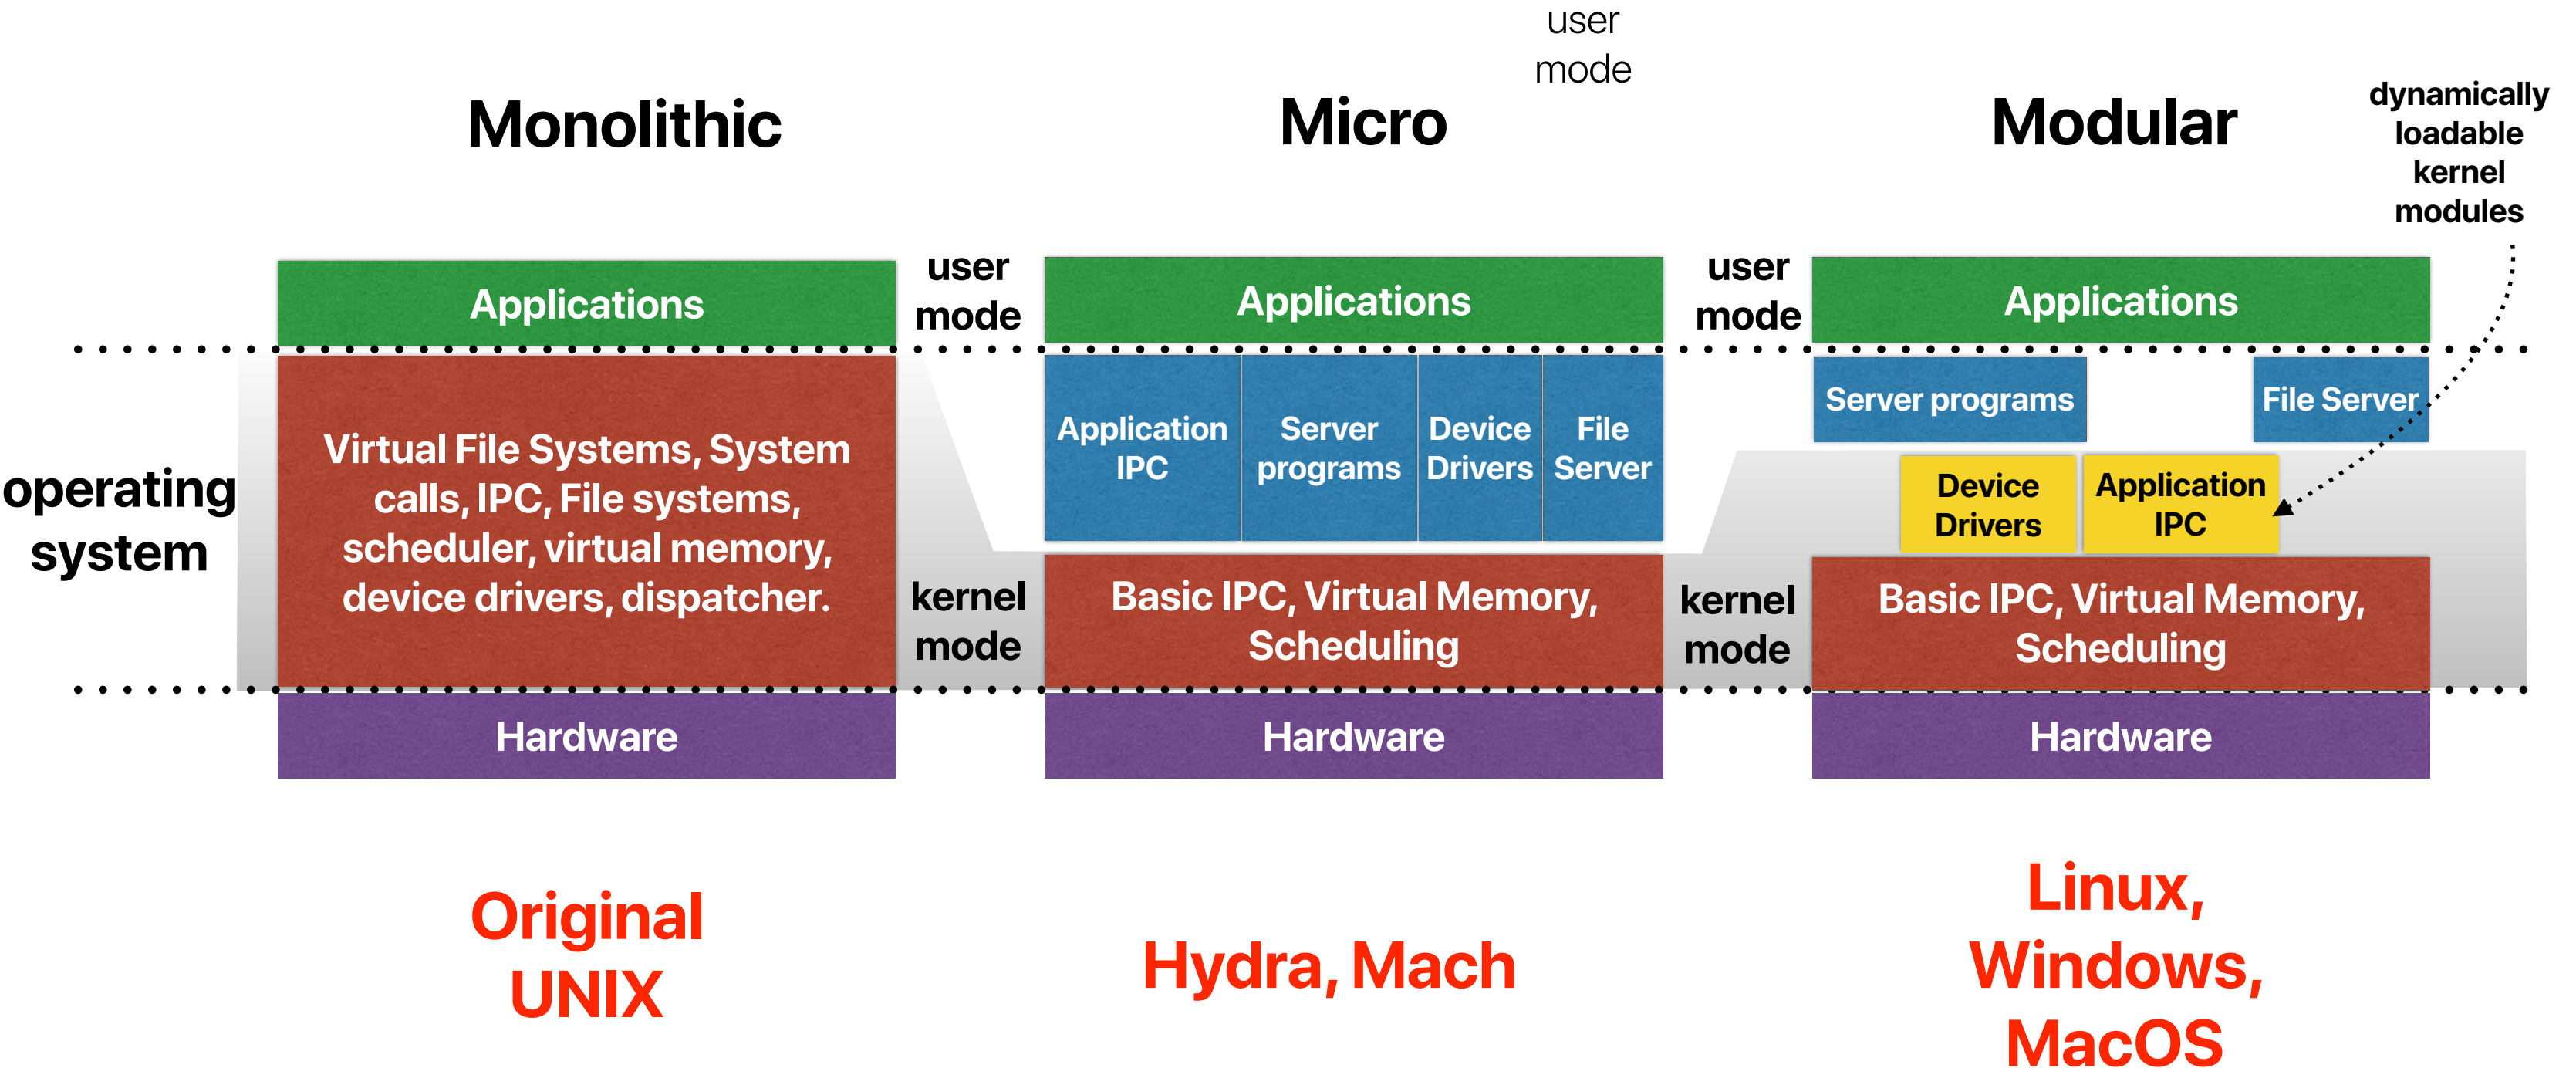 user
mode
Monolithic
Micro
Modular
dynamically
loadable
kernel
modules
Applications
user
mode
Applications
user
mode
Applications
operating
system
Virtual File Systems, System
calls, IPC, File systems,
scheduler, virtual memory,
device drivers, dispatcher.
Application
IPC
Server
programs
Device
Drivers
File
Server
Server programs
File Server
Device
Drivers
Application
IPC
kernel
mode
Basic IPC, Virtual Memory,
Scheduling
kernel
mode
Basic IPC, Virtual Memory,
Scheduling
Hardware
Hardware
Hardware
Original
UNIX
Hydra, Mach
Linux,
Windows,
MacOS